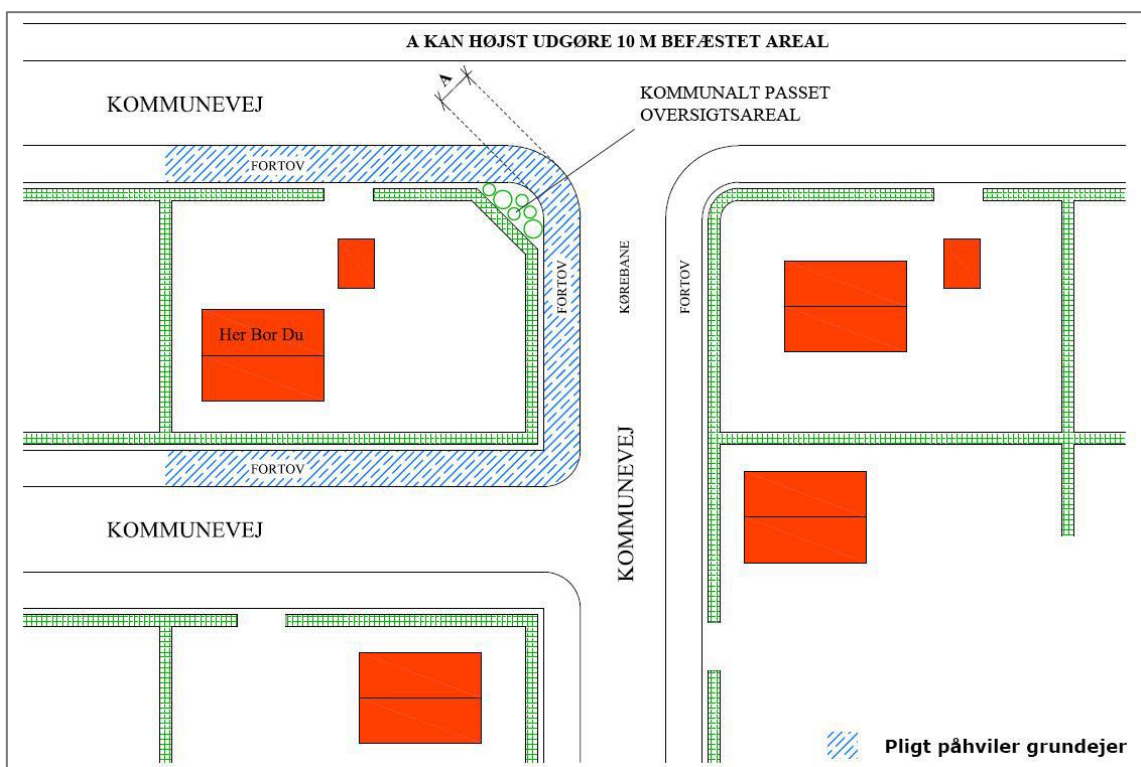 A KAN HØJST UDGØRE 10 M BEFÆSTET AREAL
A
KOMMUNEVEJ
KOMMUNALT PASSET
OVERSIGTSAREAL
FORTOV
FORTOV
KØREBANE
FORTOV
Her Bor Du
FORTOV
KOMMUNEVEJ
KOMMUNEVEJ
Pligt påhviler grundejer